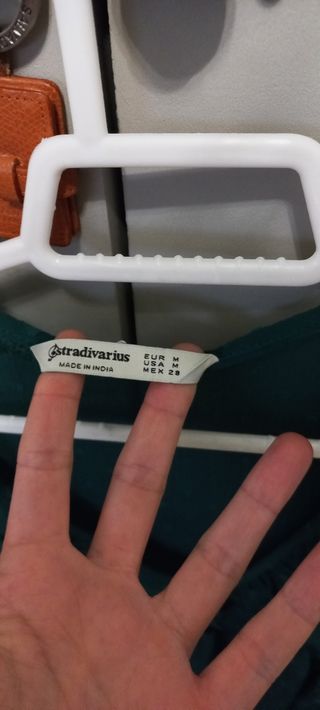 stradivarius
MADE IN INDIA
EUR M
USA M
MEX 28